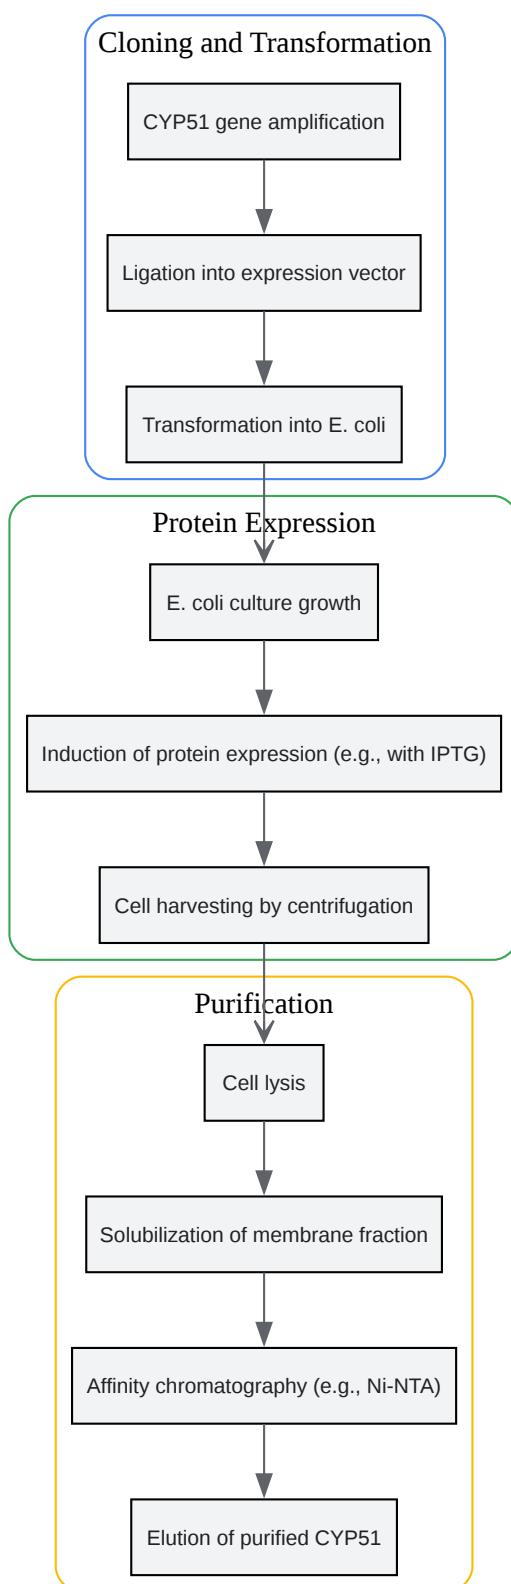 Cloning and Transformation
CYP51 gene amplification
Ligation into expression vector
Transformation into E. coli
Protein Expression
E. coli culture growth
Induction of protein expression (e.g., with IPTG)
Cell harvesting by centrifugation
Purification
Cell lysis
Solubilization of membrane fraction
Affinity chromatography (e.g., Ni-NTA)
Elution of purified CYP51